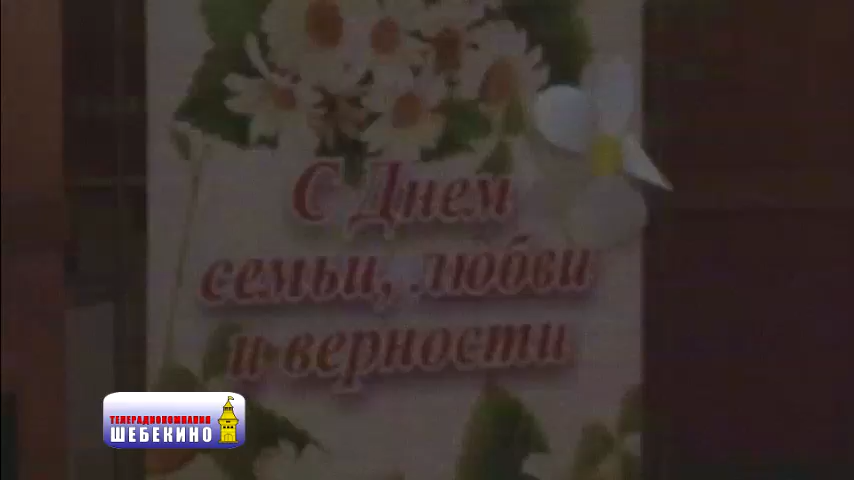 С Днем
семьи, любви
и верности
ТЕЛЕРАДИОКОМПАНИЯ
ШЕБЕКИНО